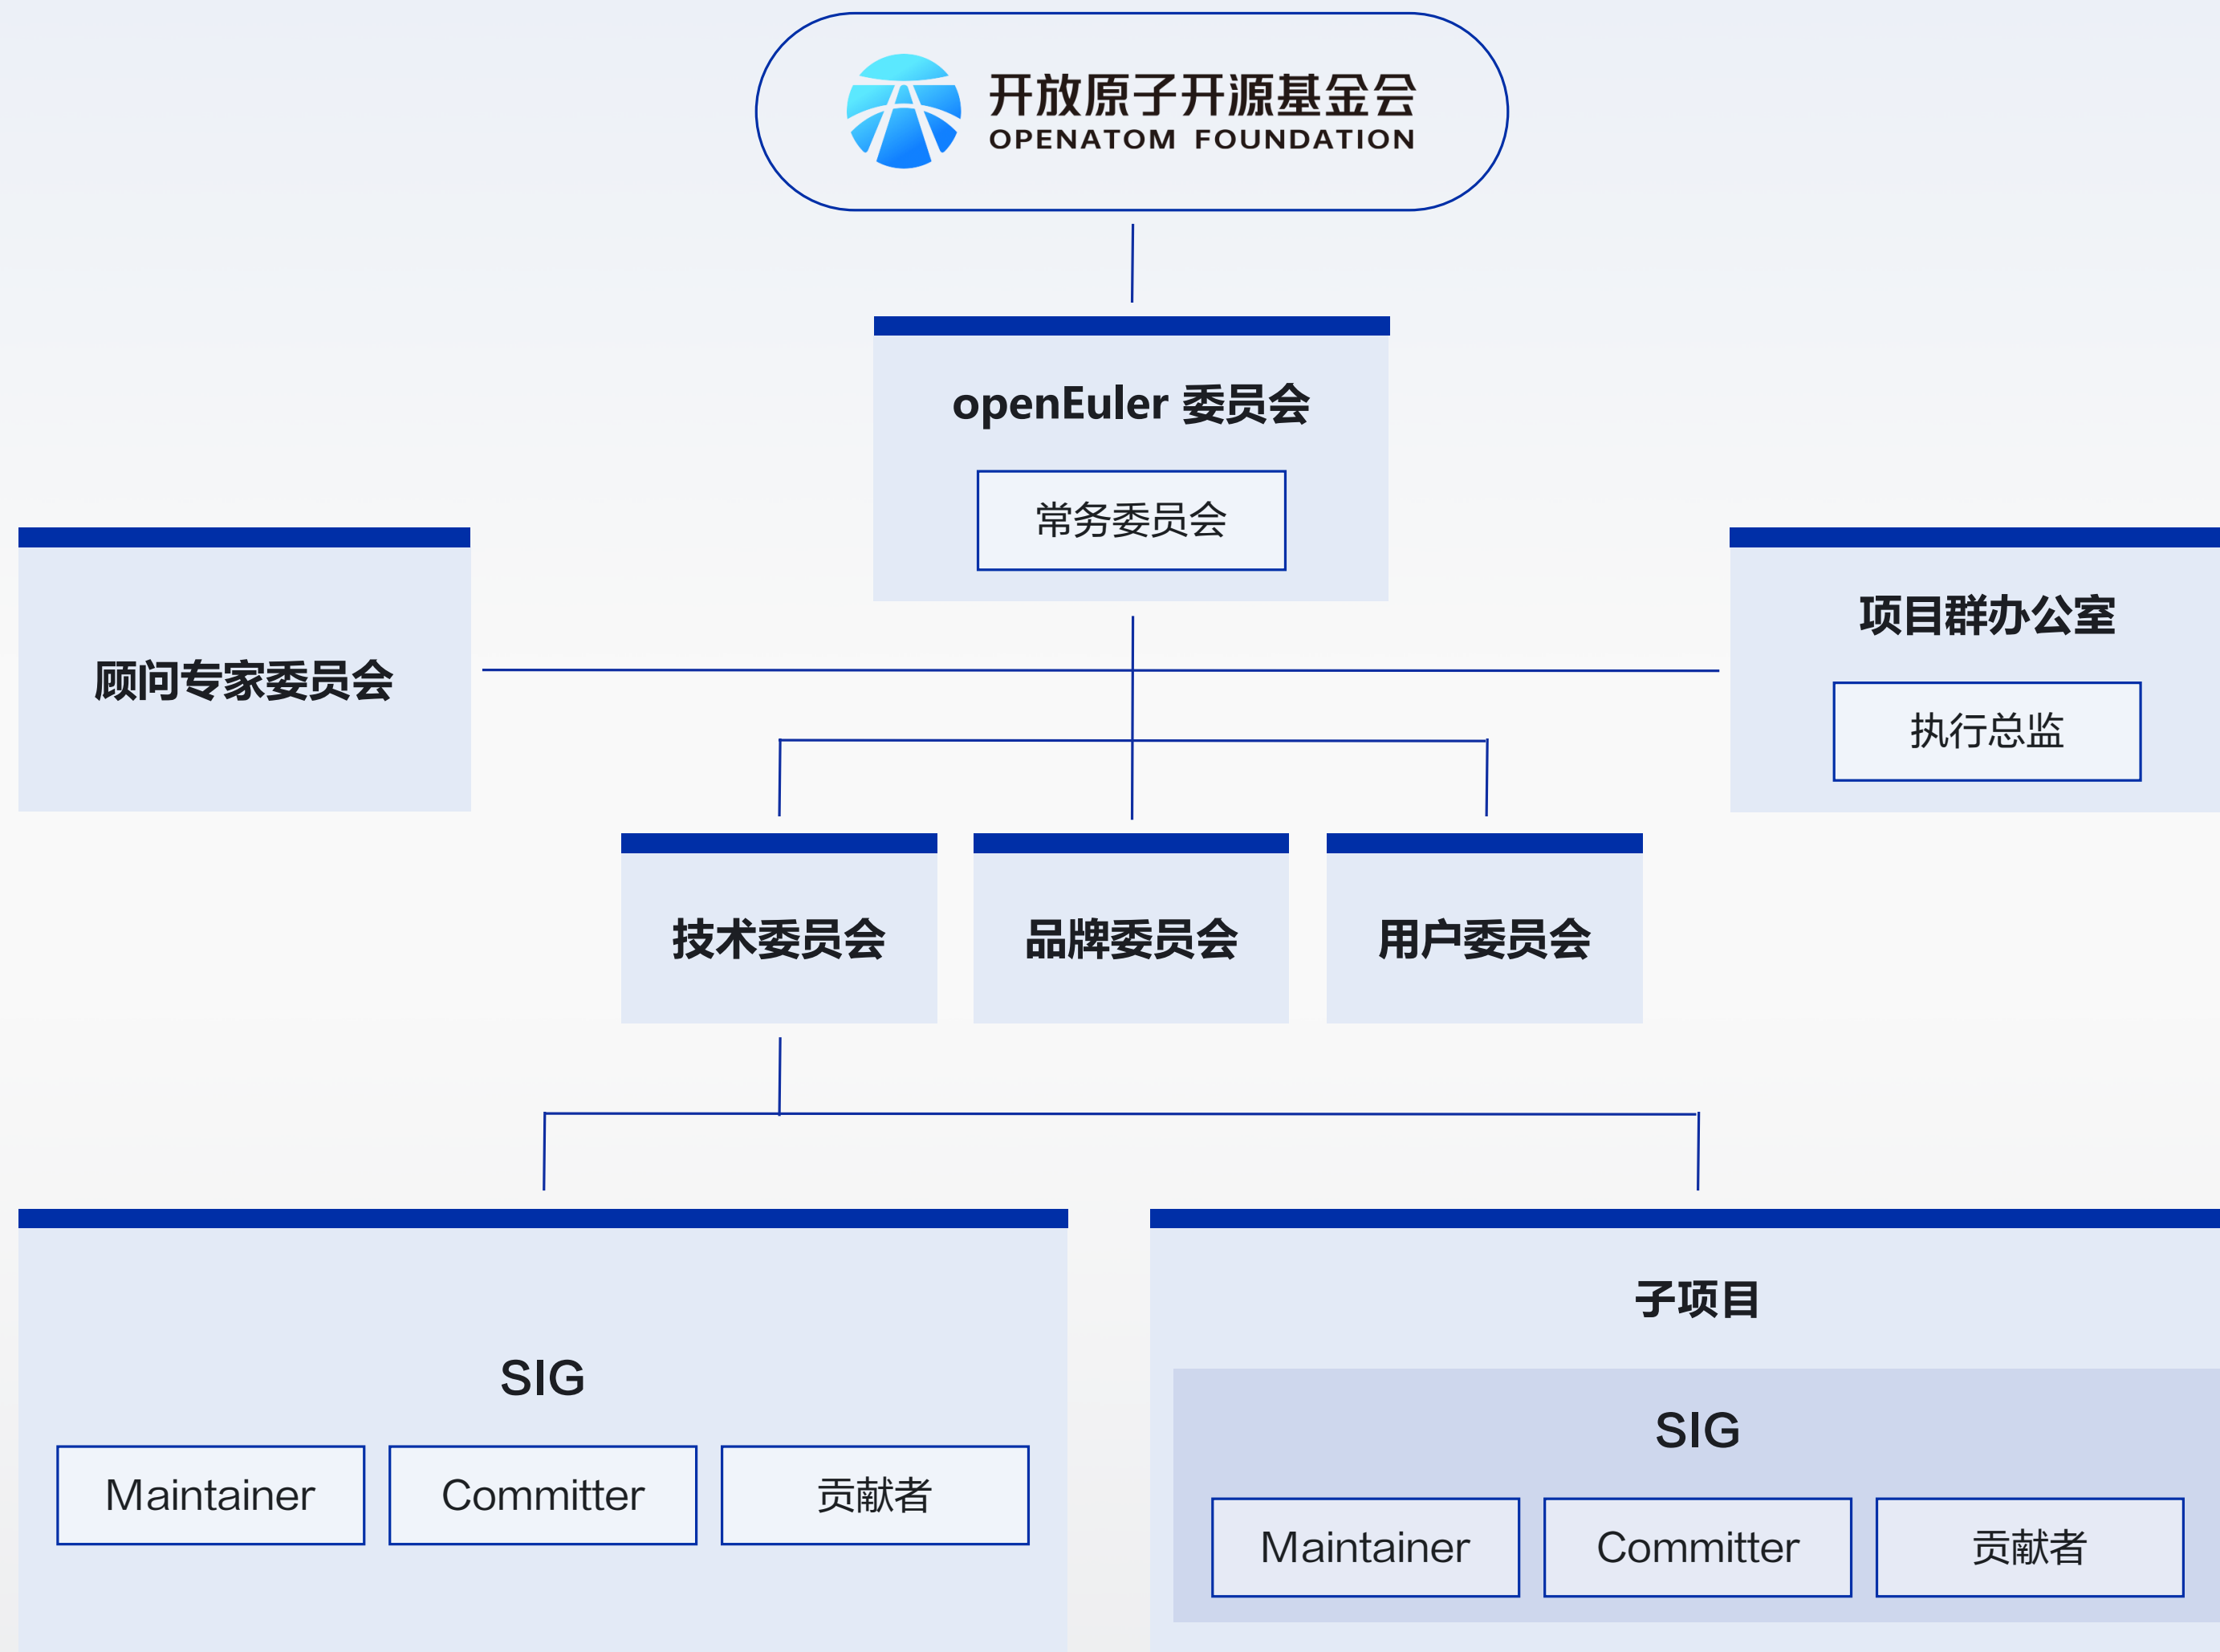 开放原子开源基金会
OPENATOM FOUNDATION
openEuler 委员会
常务委员会
顾问专家委员会
项目群办公室
执行总监
技术委员会
品牌委员会
用户委员会
SIG
Maintainer
Committer
贡献者
子项目
SIG
Maintainer
Committer
贡献者